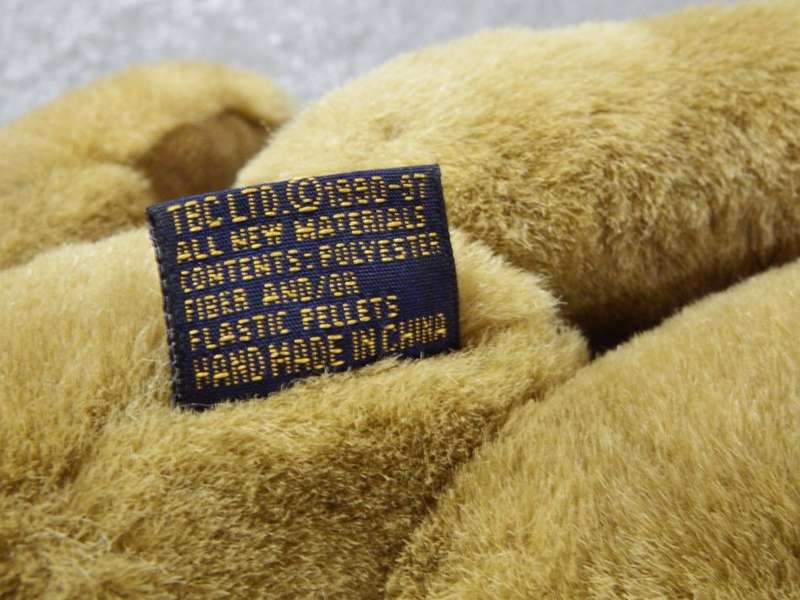 TBC LTD. ©1990-97
ALL NEW MATERIALS
CONTENTS: POLYESTER
FIBER AND/OR
PLASTIC PELLETS
HAND MADE IN CHINA